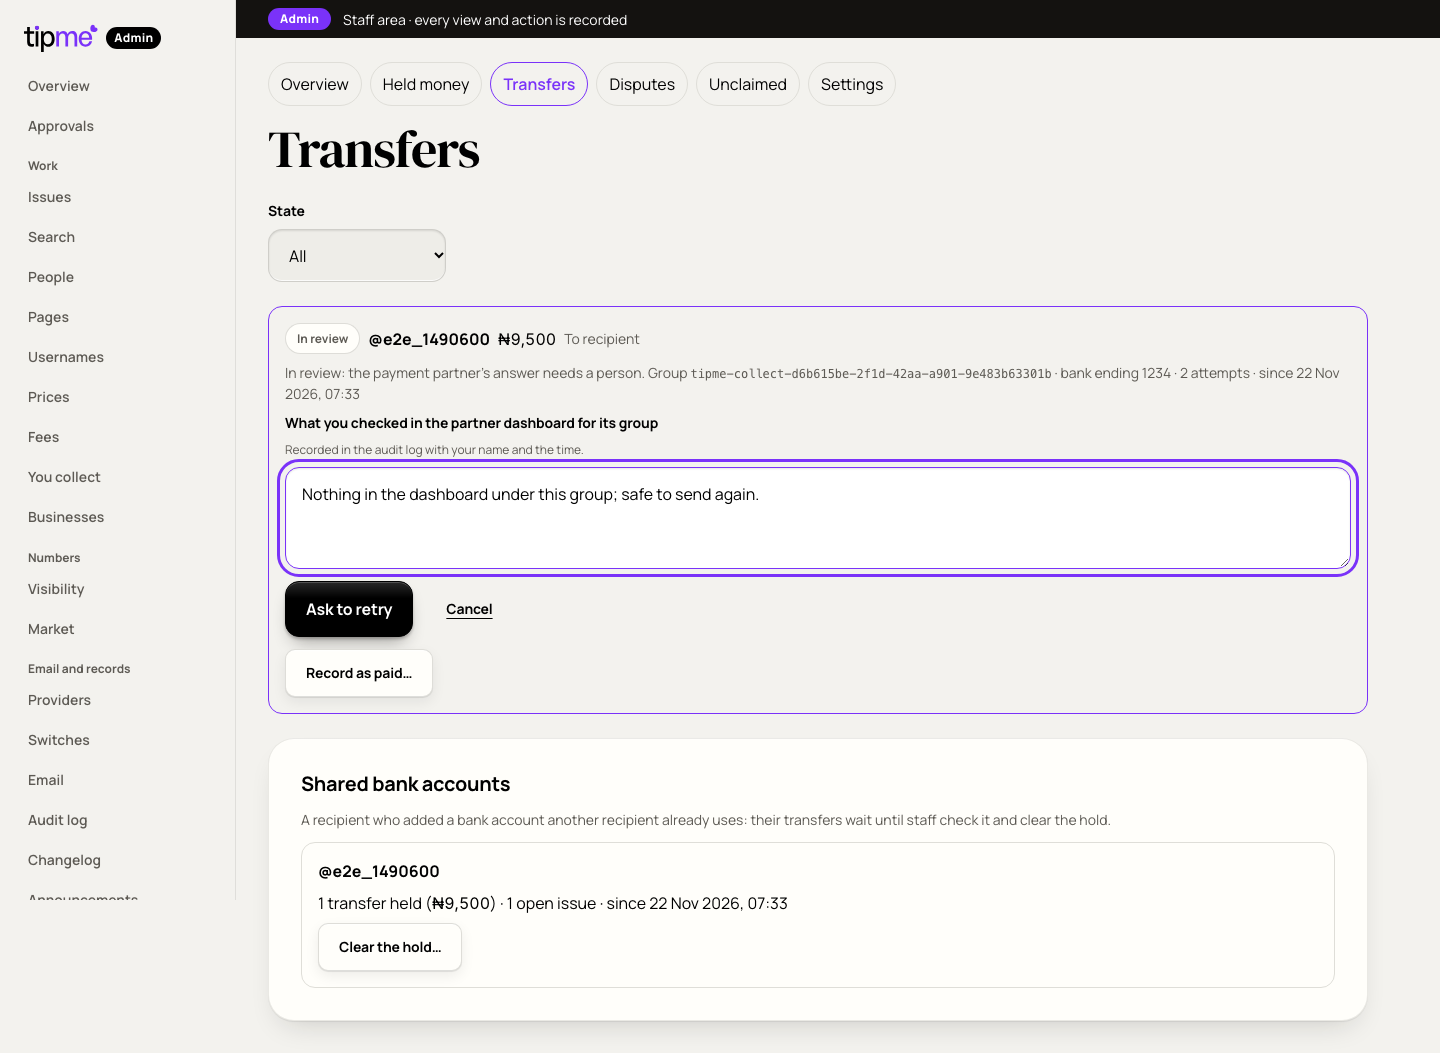 tipme Admin
Admin Staff area · every view and action is recorded
Overview
Approvals
Work
Issues
Search
People
Pages
Usernames
Prices
Fees
You collect
Businesses
Numbers
Visibility
Market
Email and records
Providers
Switches
Email
Audit log
Changelog
Announcements
Overview Held money Transfers Disputes Unclaimed Settings
Transfers
State
All
In review @e2e_1490600 ₦9,500 To recipient
In review: the payment partner's answer needs a person. Group tipme-collect-d6b615be-2f1d-42aa-a901-9e483b63301b · bank ending 1234 · 2 attempts · since 22 Nov
2026, 07:33
What you checked in the partner dashboard for its group
Recorded in the audit log with your name and the time.
Nothing in the dashboard under this group; safe to send again.
Ask to retry Cancel
Record as paid…
Shared bank accounts
A recipient who added a bank account another recipient already uses: their transfers wait until staff check it and clear the hold.
@e2e_1490600
1 transfer held (₦9,500) · 1 open issue · since 22 Nov 2026, 07:33
Clear the hold…